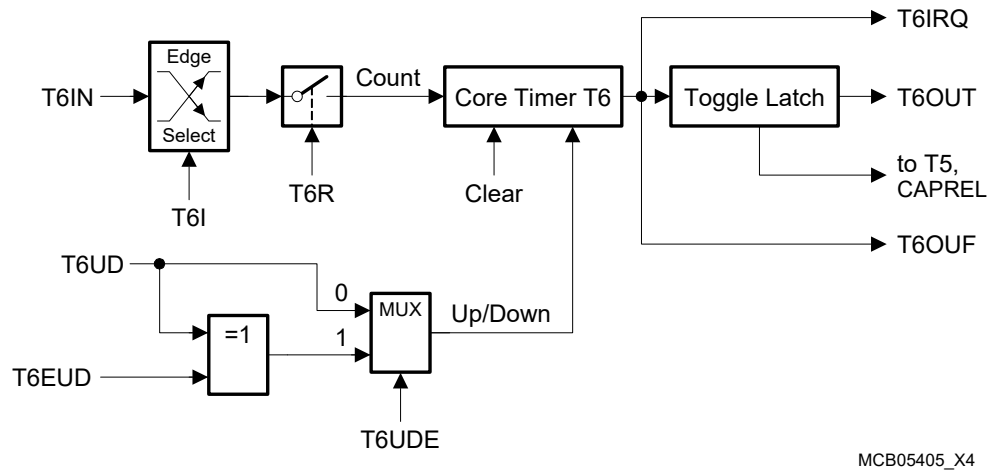 T6IRQ
Edge
Select
T6IN
Count
Core Timer T6
Toggle Latch
T6OUT
T6R
Clear
to T5,
CAPREL
T6I
T6OUF
T6UD
0
MUX
Up/Down
=1
1
T6EUD
T6UDE
MCB05405_X4